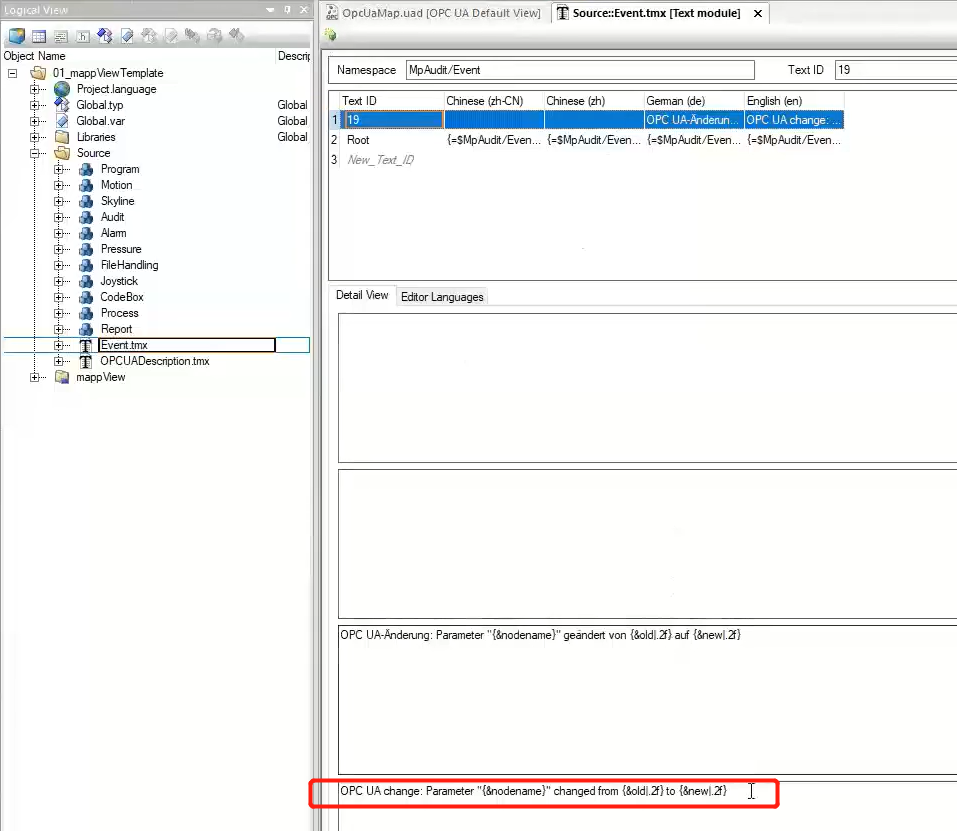 Logical View
OpcUaMap.uad [OPC UA Default View]
Source::Event.tmx [Text module]
Object Name
Descrip
01_mappViewTemplate
Project.language
Global.typ
Global
Global.var
Global
Libraries
Global
Source
Program
Motion
Skyline
Audit
Alarm
Pressure
FileHandling
Joystick
CodeBox
Process
Report
Event.tmx
OPCUADescription.tmx
mappView
Namespace
MpAudit/Event
Text ID
19
Text ID
Chinese (zh-CN)
Chinese (zh)
German (de)
English (en)
1
19
OPC UA-Änderun...
OPC UA change: ...
2
Root
{=$MpAudit/Even...
{=$MpAudit/Even...
{=$MpAudit/Even...
{=$MpAudit/Even...
3
New_Text_ID
Detail View
Editor Languages
OPC UA-Änderung: Parameter "{&nodename}" geändert von {&old|.2f} auf {&new|.2f}
OPC UA change: Parameter "{&nodename}" changed from {&old|.2f} to {&new|.2f}